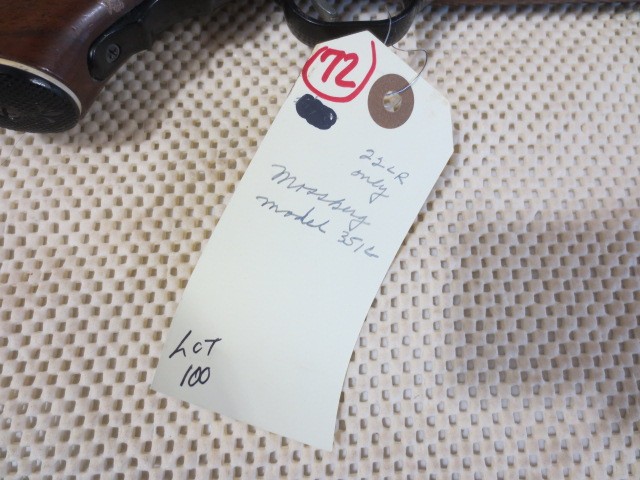 72
22LR
only
Mossberg
Model 351C
LOT
100